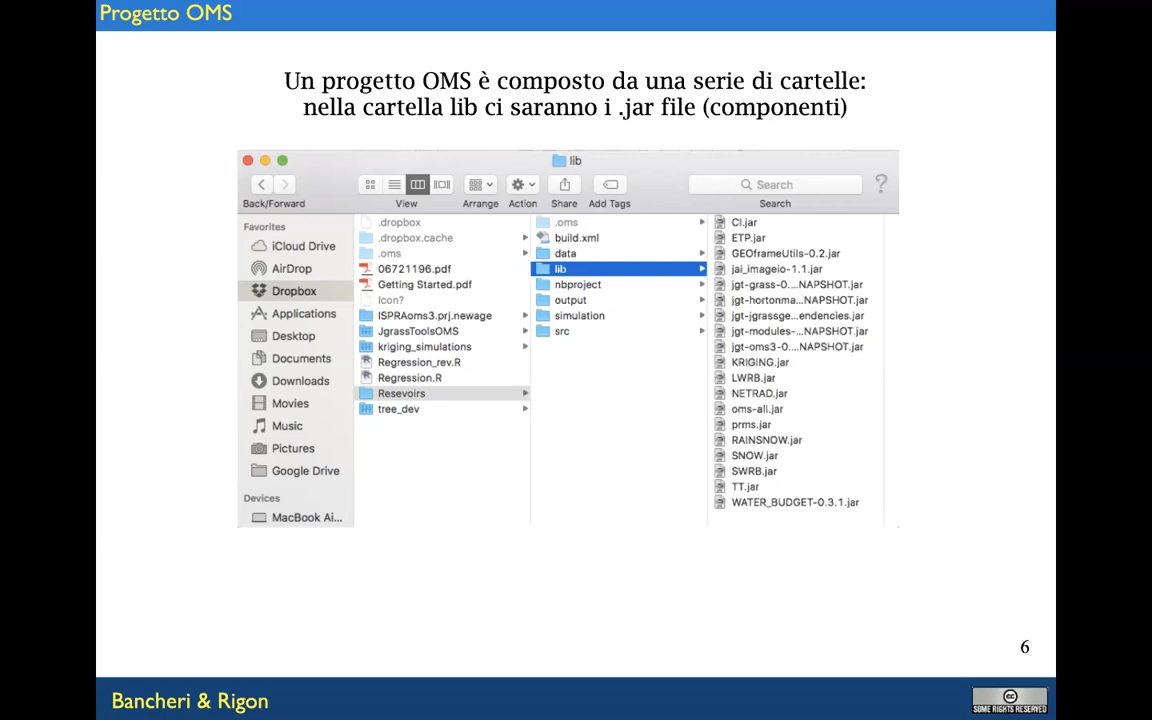 Progetto OMS
Un progetto OMS è composto da una serie di cartelle:
nella cartella lib ci saranno i .jar file (componenti)
lib
Search
?
Back/Forward
View
Arrange
Action
Share
Add Tags
Search
Favorites
iCloud Drive
AirDrop
Dropbox
Applications
Desktop
Documents
Downloads
Movies
Music
Pictures
Google Drive
Devices
MacBook Ai...
.dropbox
.dropbox.cache
.oms
06721196.pdf
Getting Started.pdf
Icon?
ISPRAoms3.prj.newage
JgrassToolsOMS
kriging_simulations
Regression_rev.R
Regression.R
Resevoirs
tree_dev
.oms
build.xml
data
lib
nbproject
output
simulation
src
CI.jar
ETP.jar
GEOframeUtils-0.2.jar
jai_imageio-1.1.jar
jgt-grass-0....NAPSHOT.jar
jgt-hortonma...NAPSHOT.jar
jgt-jgrassge...endencies.jar
jgt-modules-...NAPSHOT.jar
jgt-oms3-0....NAPSHOT.jar
KRIGING.jar
LWRB.jar
NETRAD.jar
oms-all.jar
prms.jar
RAINSNOW.jar
SNOW.jar
SWRB.jar
TT.jar
WATER_BUDGET-0.3.1.jar
6
Bancheri & Rigon
cc
SOME RIGHTS RESERVED